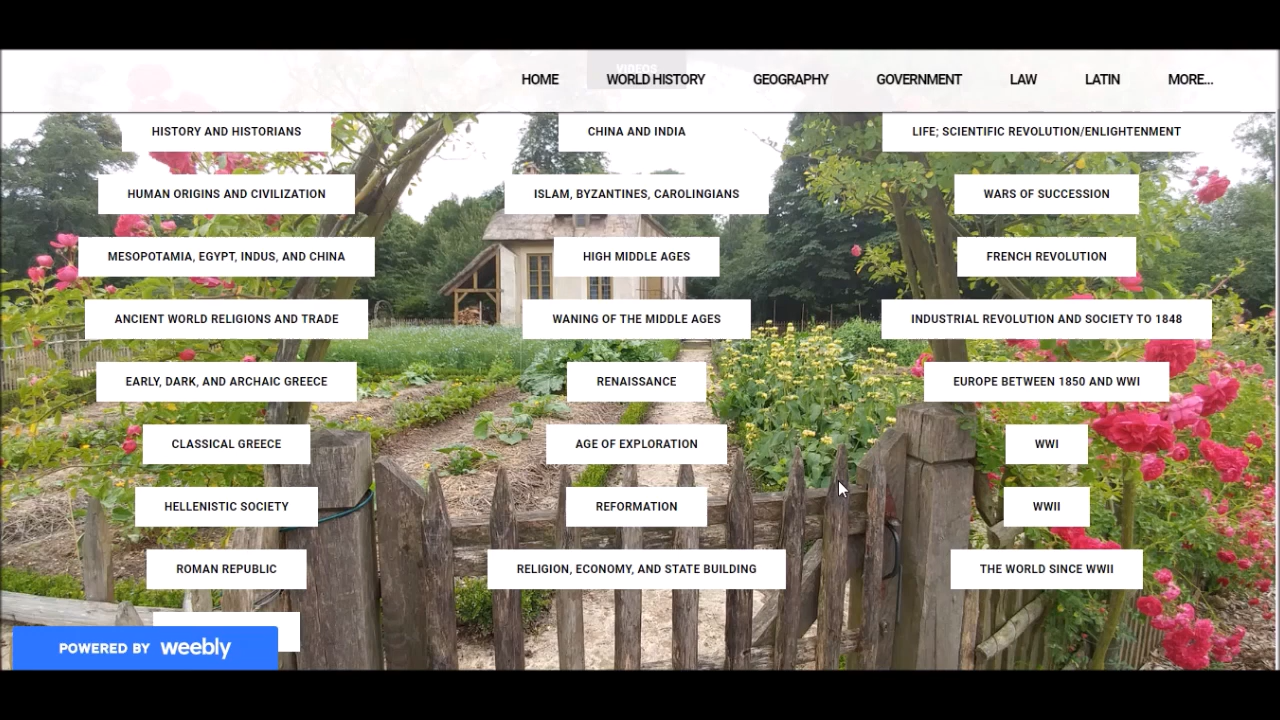 VIDEOS
HOME WORLD HISTORY GEOGRAPHY GOVERNMENT LAW LATIN MORE...
HISTORY AND HISTORIANS
HUMAN ORIGINS AND CIVILIZATION
MESOPOTAMIA, EGYPT, INDUS, AND CHINA
ANCIENT WORLD RELIGIONS AND TRADE
EARLY, DARK, AND ARCHAIC GREECE
CLASSICAL GREECE
HELLENISTIC SOCIETY
ROMAN REPUBLIC
CHINA AND INDIA
ISLAM, BYZANTINES, CAROLINGIANS
HIGH MIDDLE AGES
WANING OF THE MIDDLE AGES
RENAISSANCE
AGE OF EXPLORATION
REFORMATION
RELIGION, ECONOMY, AND STATE BUILDING
LIFE; SCIENTIFIC REVOLUTION/ENLIGHTENMENT
WARS OF SUCCESSION
FRENCH REVOLUTION
INDUSTRIAL REVOLUTION AND SOCIETY TO 1848
EUROPE BETWEEN 1850 AND WWI
WWI
WWII
THE WORLD SINCE WWII
POWERED BY weebly